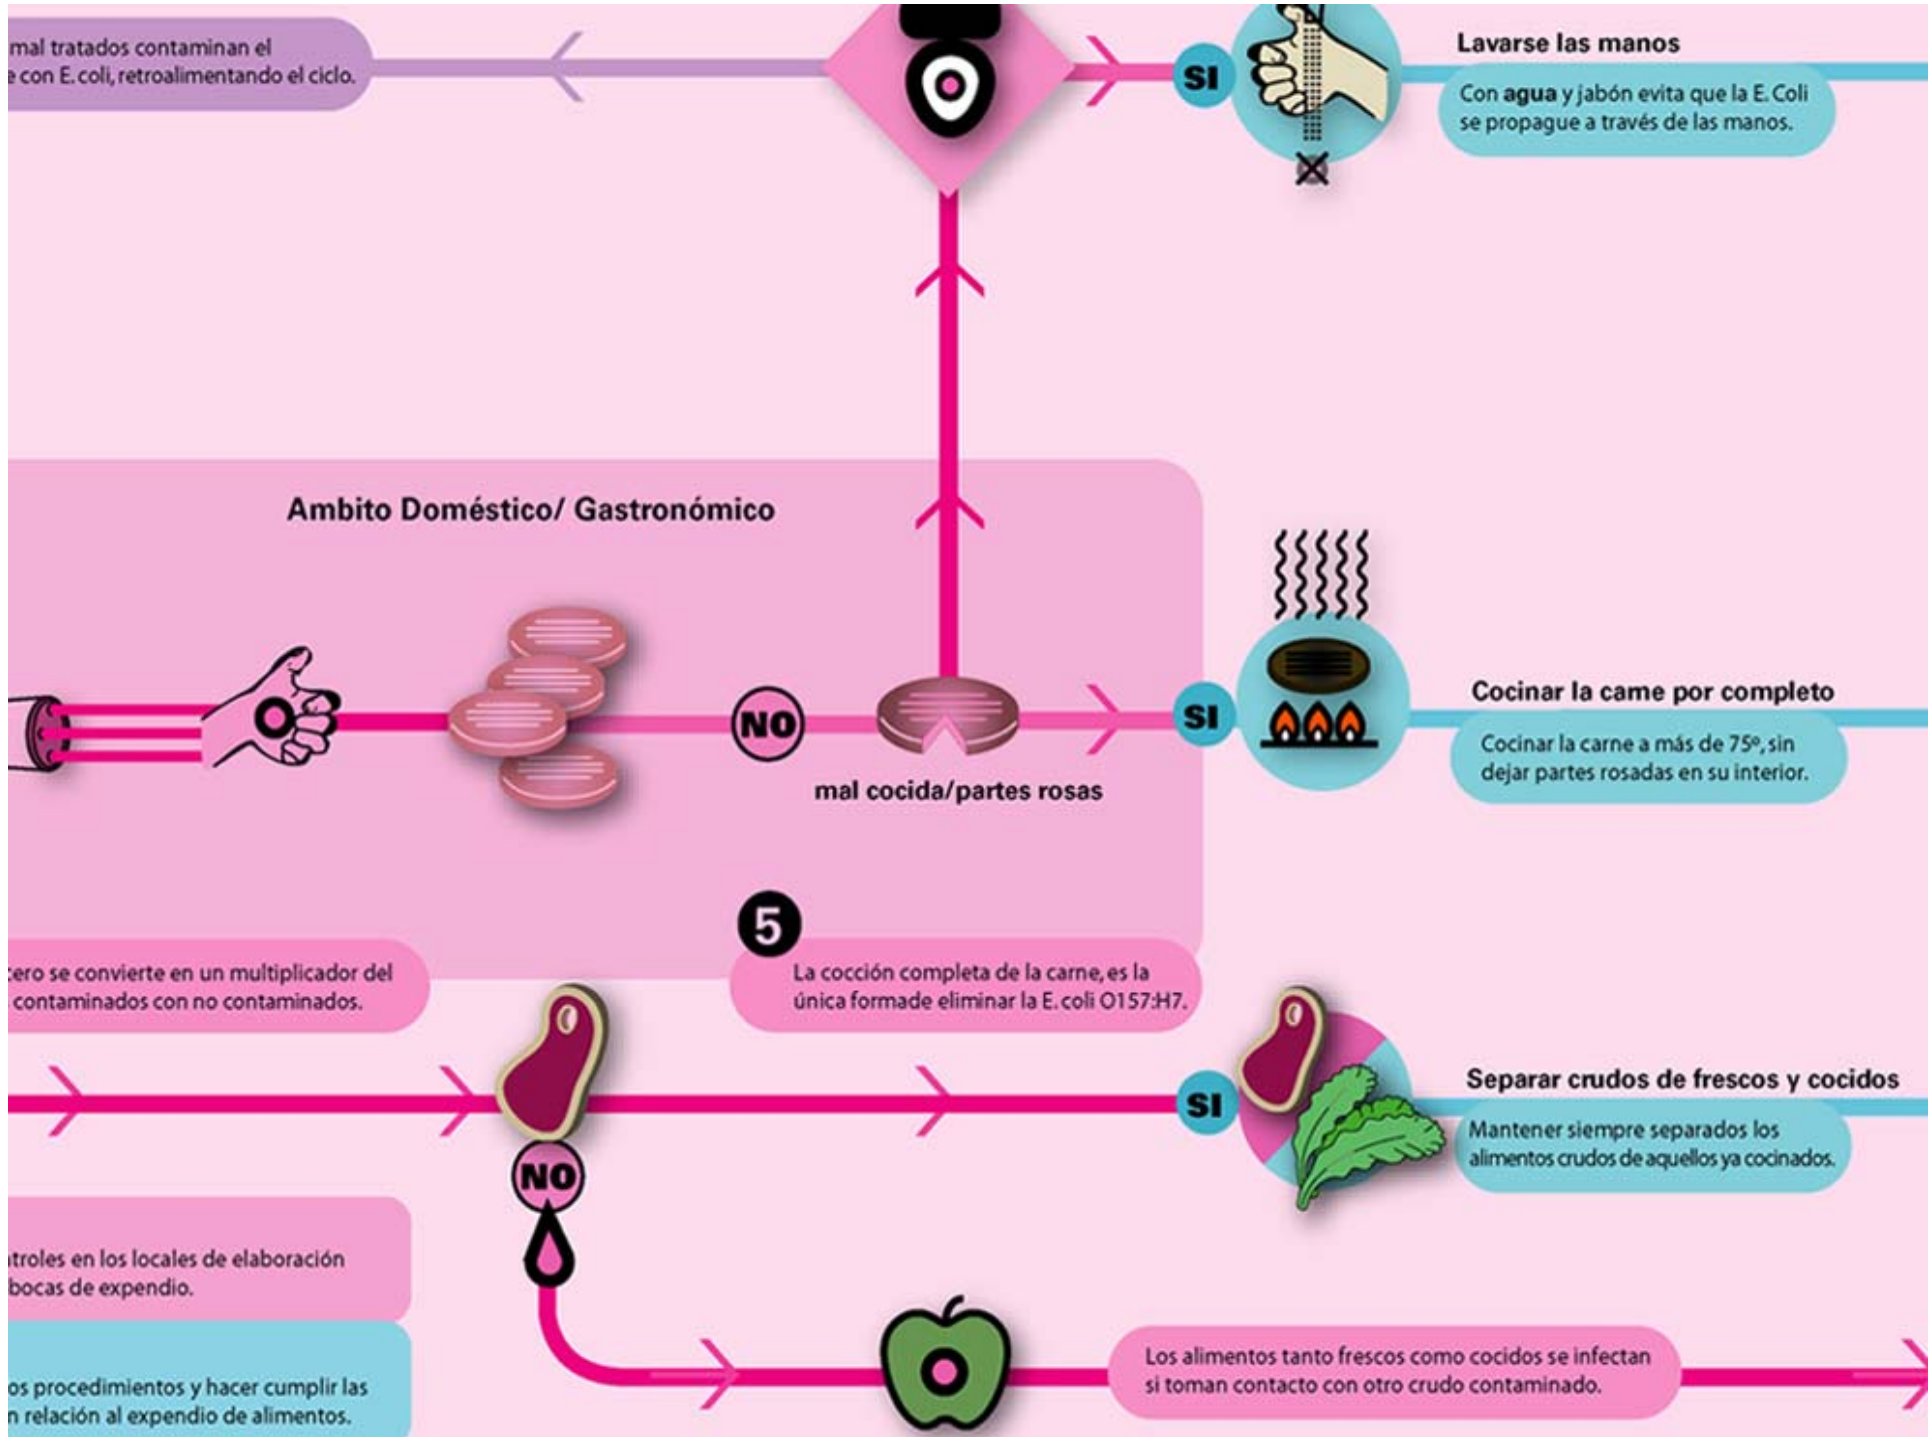 mal tratados contaminan el
con E. coli, retroalimentando el ciclo.
SI
Lavarse las manos
Con agua y jabón evita que la E. Coli
se propague a través de las manos.
Ambito Doméstico/ Gastronómico
NO
mal cocida/partes rosas
SI
Cocinar la carne por completo
Cocinar la carne a más de 75º, sin
dejar partes rosadas en su interior.
5
La cocción completa de la carne, es la
única formade eliminar la E. coli O157:H7.
se convierte en un multiplicador del
contaminados con no contaminados.
NO
SI
Separar crudos de frescos y cocidos
Mantener siempre separados los
alimentos crudos de aquellos ya cocinados.
en los locales de elaboración
bocas de expendio.
procedimientos y hacer cumplir las
relación al expendio de alimentos.
Los alimentos tanto frescos como cocidos se infectan
si toman contacto con otro crudo contaminado.